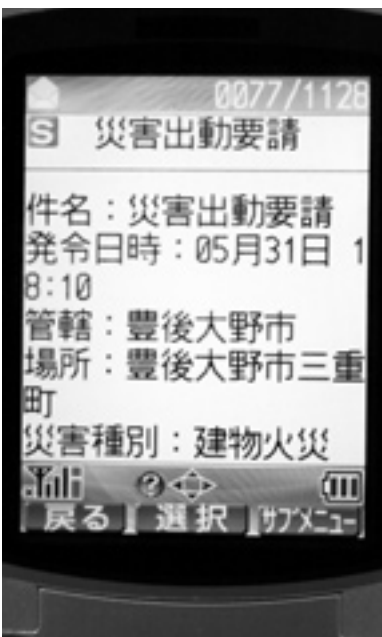 0077/1128
S 災害出動要請
件名：災害出動要請
発令日時：05月31日 1
8:10
管轄：豊後大野市
場所：豊後大野市三重
町
災害種別：建物火災
戻る 選択 サブメニュー